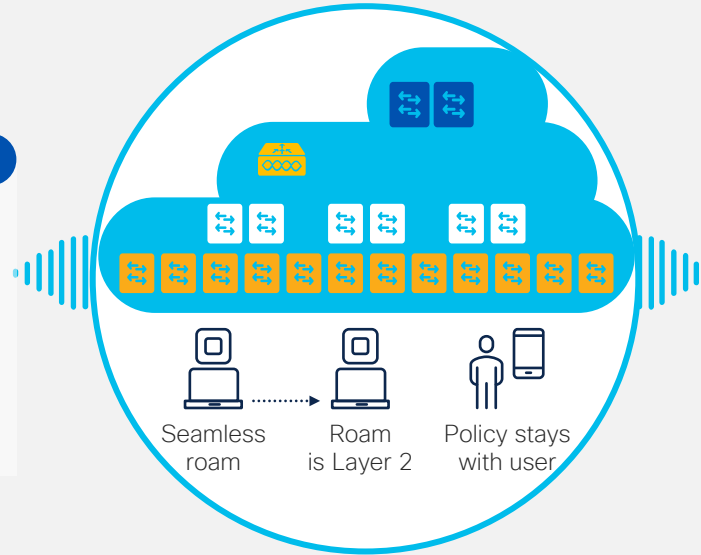 Seamless
roam
Roam
is Layer 2
Policy stays
with user